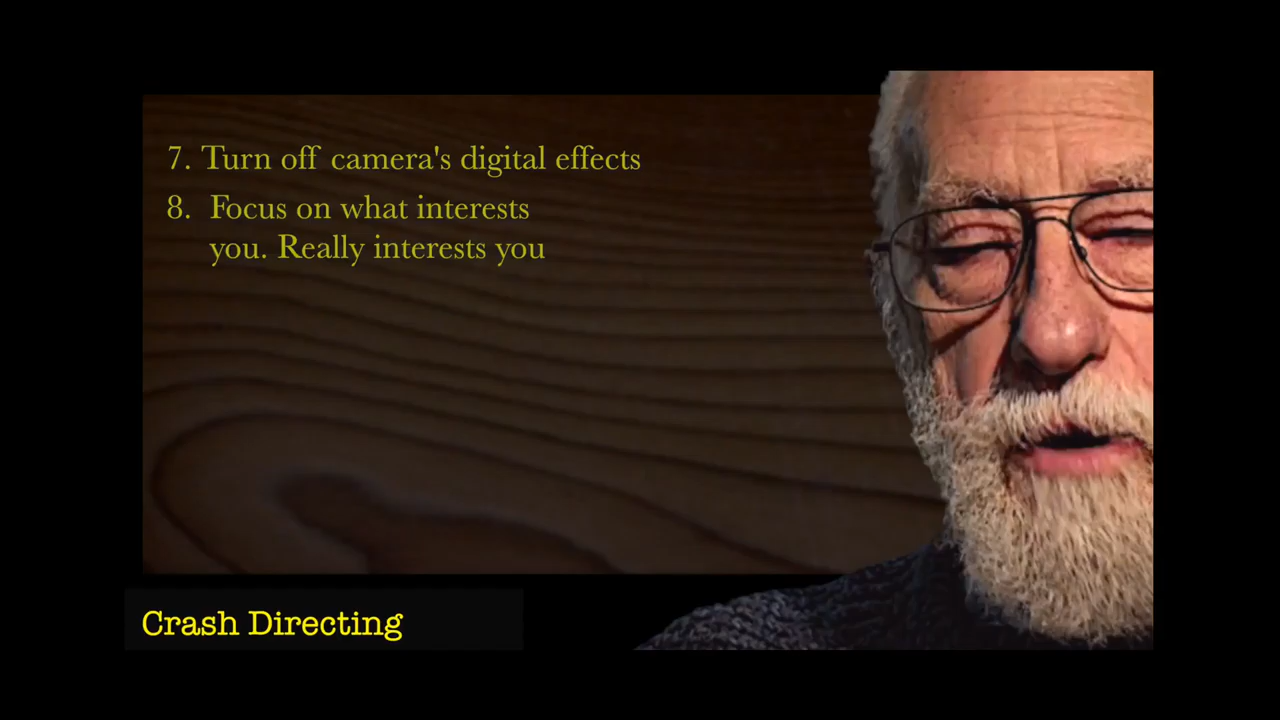 7. Turn off camera's digital effects
8. Focus on what interests
you. Really interests you
Crash Directing